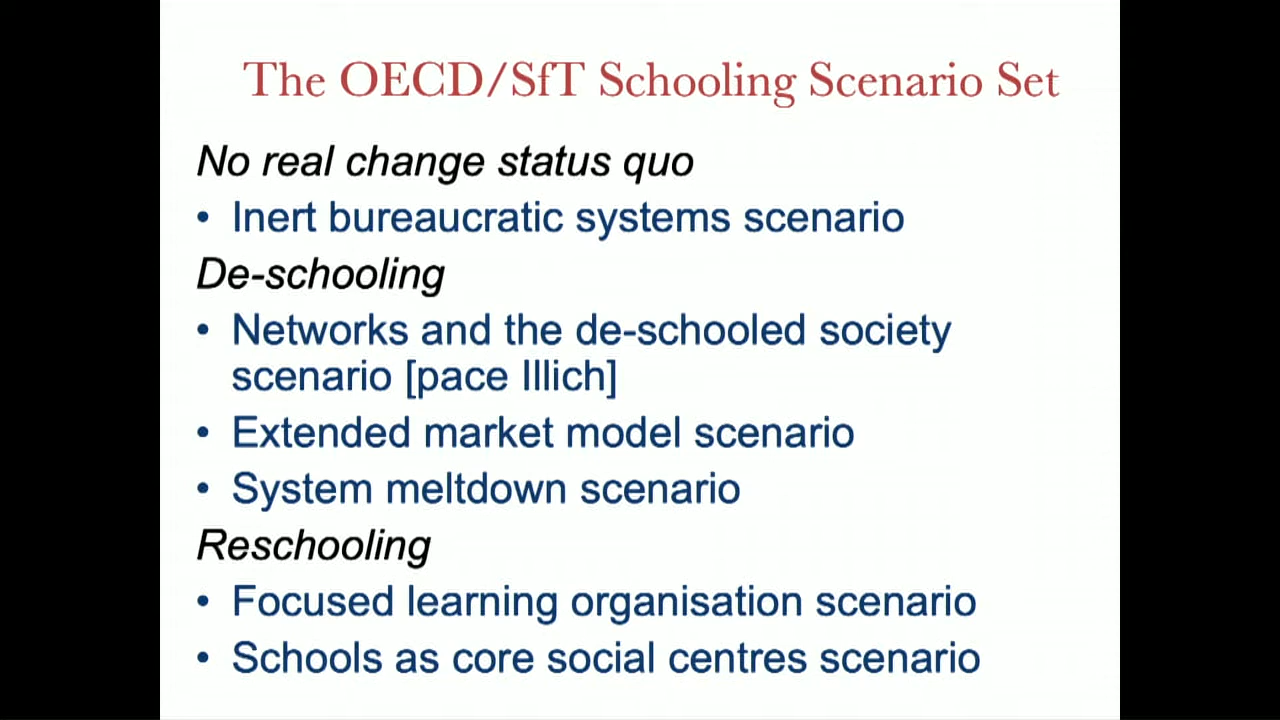 The OECD/SfT Schooling Scenario Set
No real change status quo
• Inert bureaucratic systems scenario
De-schooling
• Networks and the de-schooled society
scenario [pace Illich]
• Extended market model scenario
• System meltdown scenario
Reschooling
• Focused learning organisation scenario
• Schools as core social centres scenario